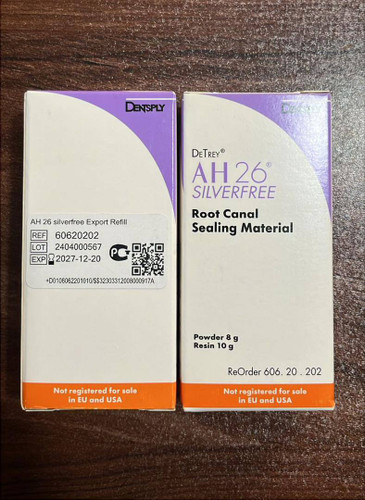 DENTSPLY
AH 26 silverfree Export Refill
REF 60620202
LOT 2404000567
EXP 2027-12-20
Not registered for sale
in EU and USA
DENTSPLY
DETREY®
AH 26®
SILVERFREE
Root Canal
Sealing Material
Powder 8 g
Resin 10 g
ReOrder 606. 20 . 202
Not registered for sale
in EU and USA